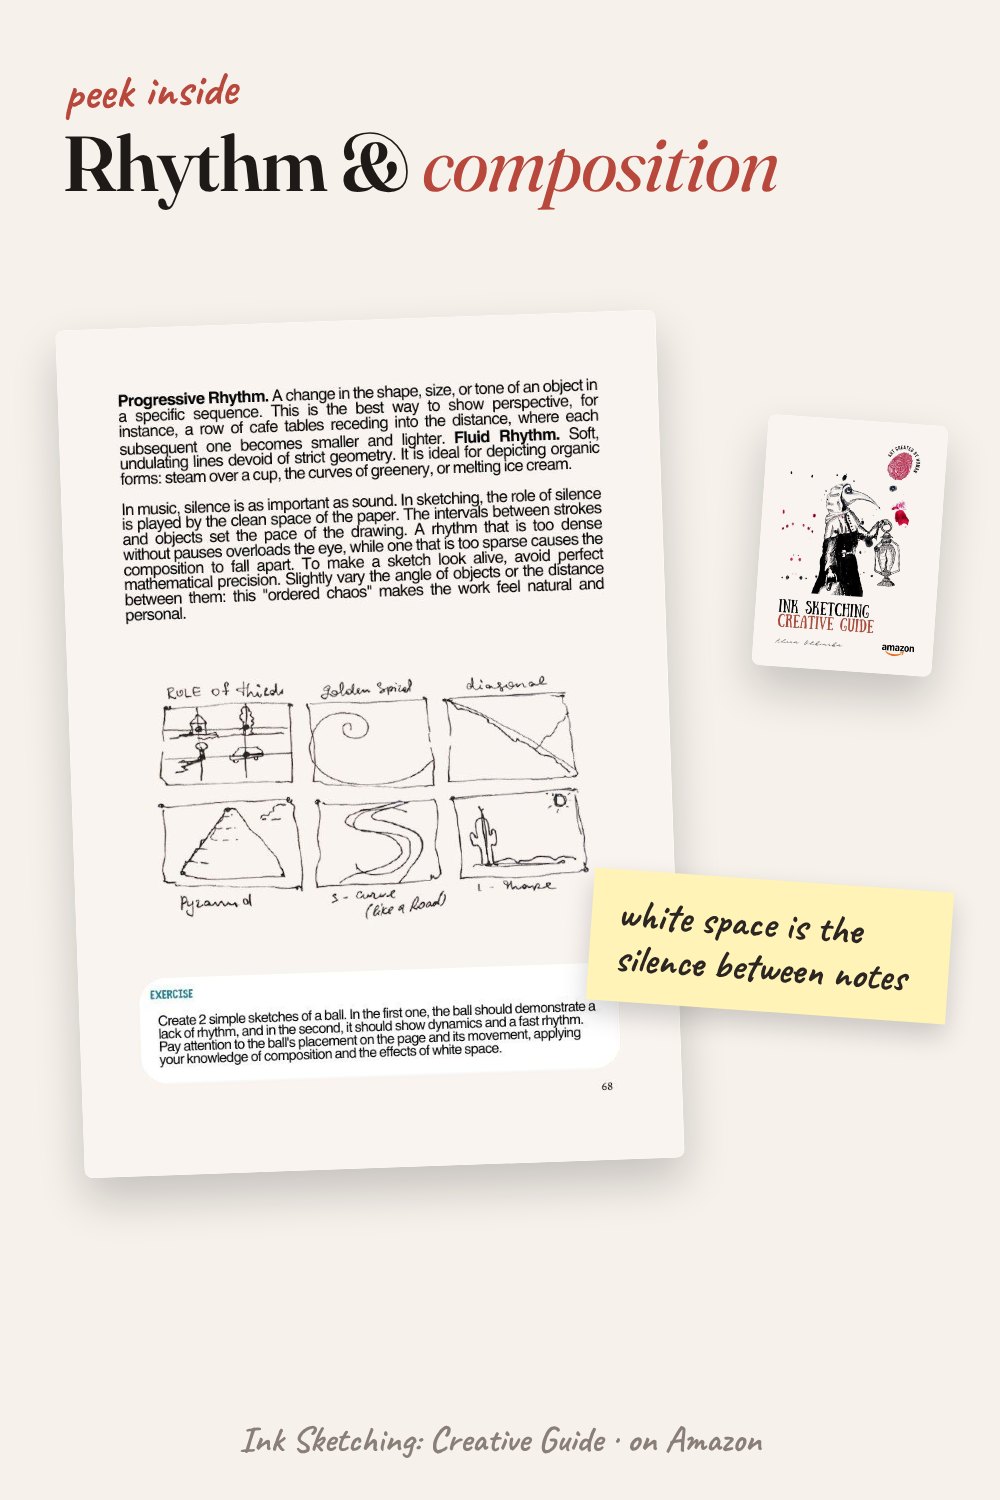 peek inside
Rhythm & composition
Progressive Rhythm. A change in the shape, size, or tone of an object in
a specific sequence. This is the best way to show perspective, for
instance, a row of cafe tables receding into the distance, where each
subsequent one becomes smaller and lighter. Fluid Rhythm. Soft,
undulating lines devoid of strict geometry. It is ideal for depicting organic
forms: steam over a cup, the curves of greenery, or melting ice cream.
In music, silence is as important as sound. In sketching, the role of silence
is played by the clean space of the paper. The intervals between strokes
and objects set the pace of the drawing. A rhythm that is too dense
without pauses overloads the eye, while one that is too sparse causes the
composition to fall apart. To make a sketch look alive, avoid perfect
mathematical precision. Slightly vary the angle of objects or the distance
between them: this "ordered chaos" makes the work feel natural and
personal.
RULE of thirds
golden spiral
diagonal
Pyramid
S - curve
(like a Road)
L - shape
EXERCISE
Create 2 simple sketches of a ball. In the first one, the ball should demonstrate a
lack of rhythm, and in the second, it should show dynamics and a fast rhythm.
Pay attention to the ball's placement on the page and its movement, applying
your knowledge of composition and the effects of white space.
68
INK SKETCHING
CREATIVE GUIDE
amazon
white space is the
silence between notes
Ink Sketching: Creative Guide · on Amazon